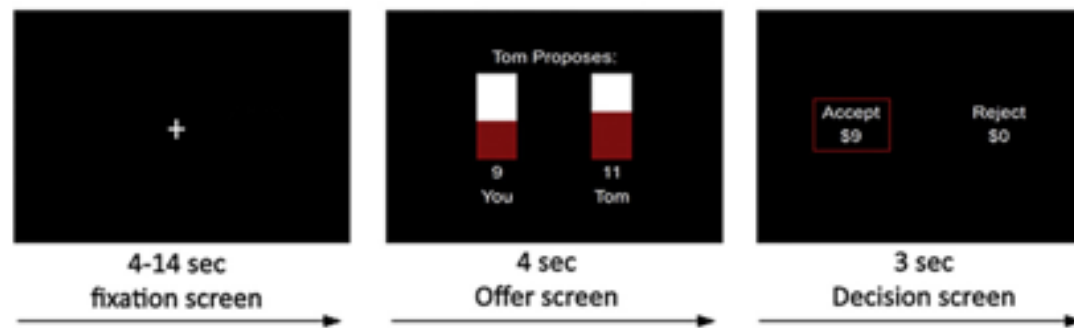 +
Tom Proposes:
9 11
You Tom
Accept Reject
$9 $0
4-14 sec 4 sec 3 sec
fixation screen Offer screen Decision screen